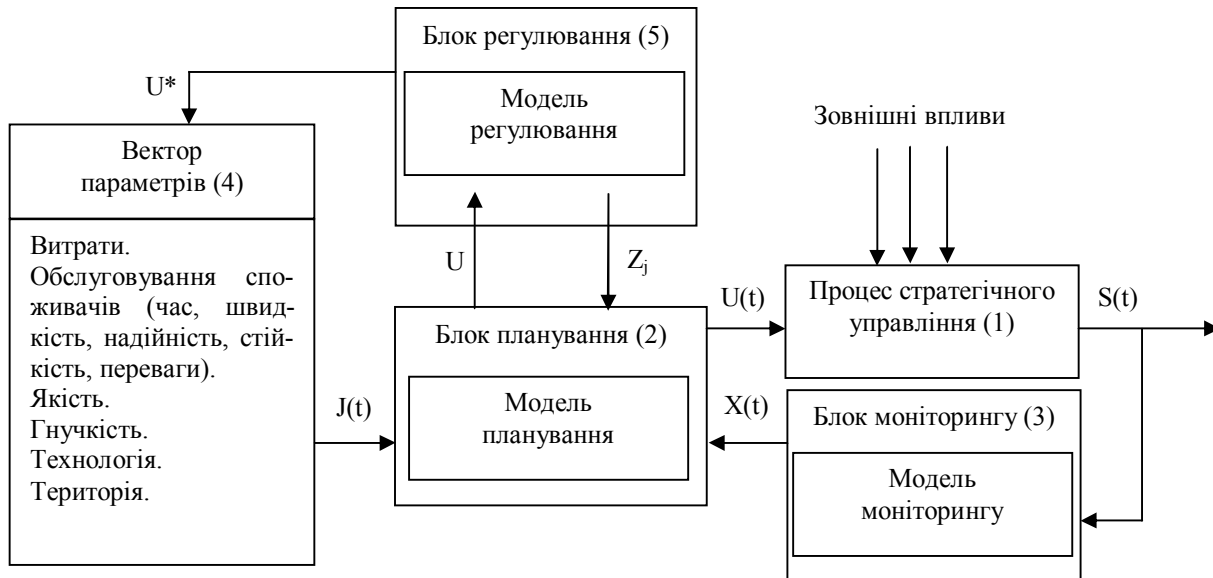 Блок регулювання (5)
Модель
регулювання
U*
Зовнішні впливи
Вектор
параметрів (4)
Витрати.
Обслуговування спо-
живачів (час, швид-
кість, надійність, стій-
кість, переваги).
Якість.
Гнучкість.
Технологія.
Територія.
U
Zj
J(t)
Блок планування (2)
Модель
планування
U(t)
Процес стратегічного
управління (1)
S(t)
X(t)
Блок моніторингу (3)
Модель
моніторингу